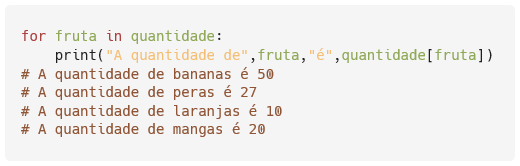 for fruta in quantidade:
    print("A quantidade de",fruta,"é",quantidade[fruta])
# A quantidade de bananas é 50
# A quantidade de peras é 27
# A quantidade de laranjas é 10
# A quantidade de mangas é 20